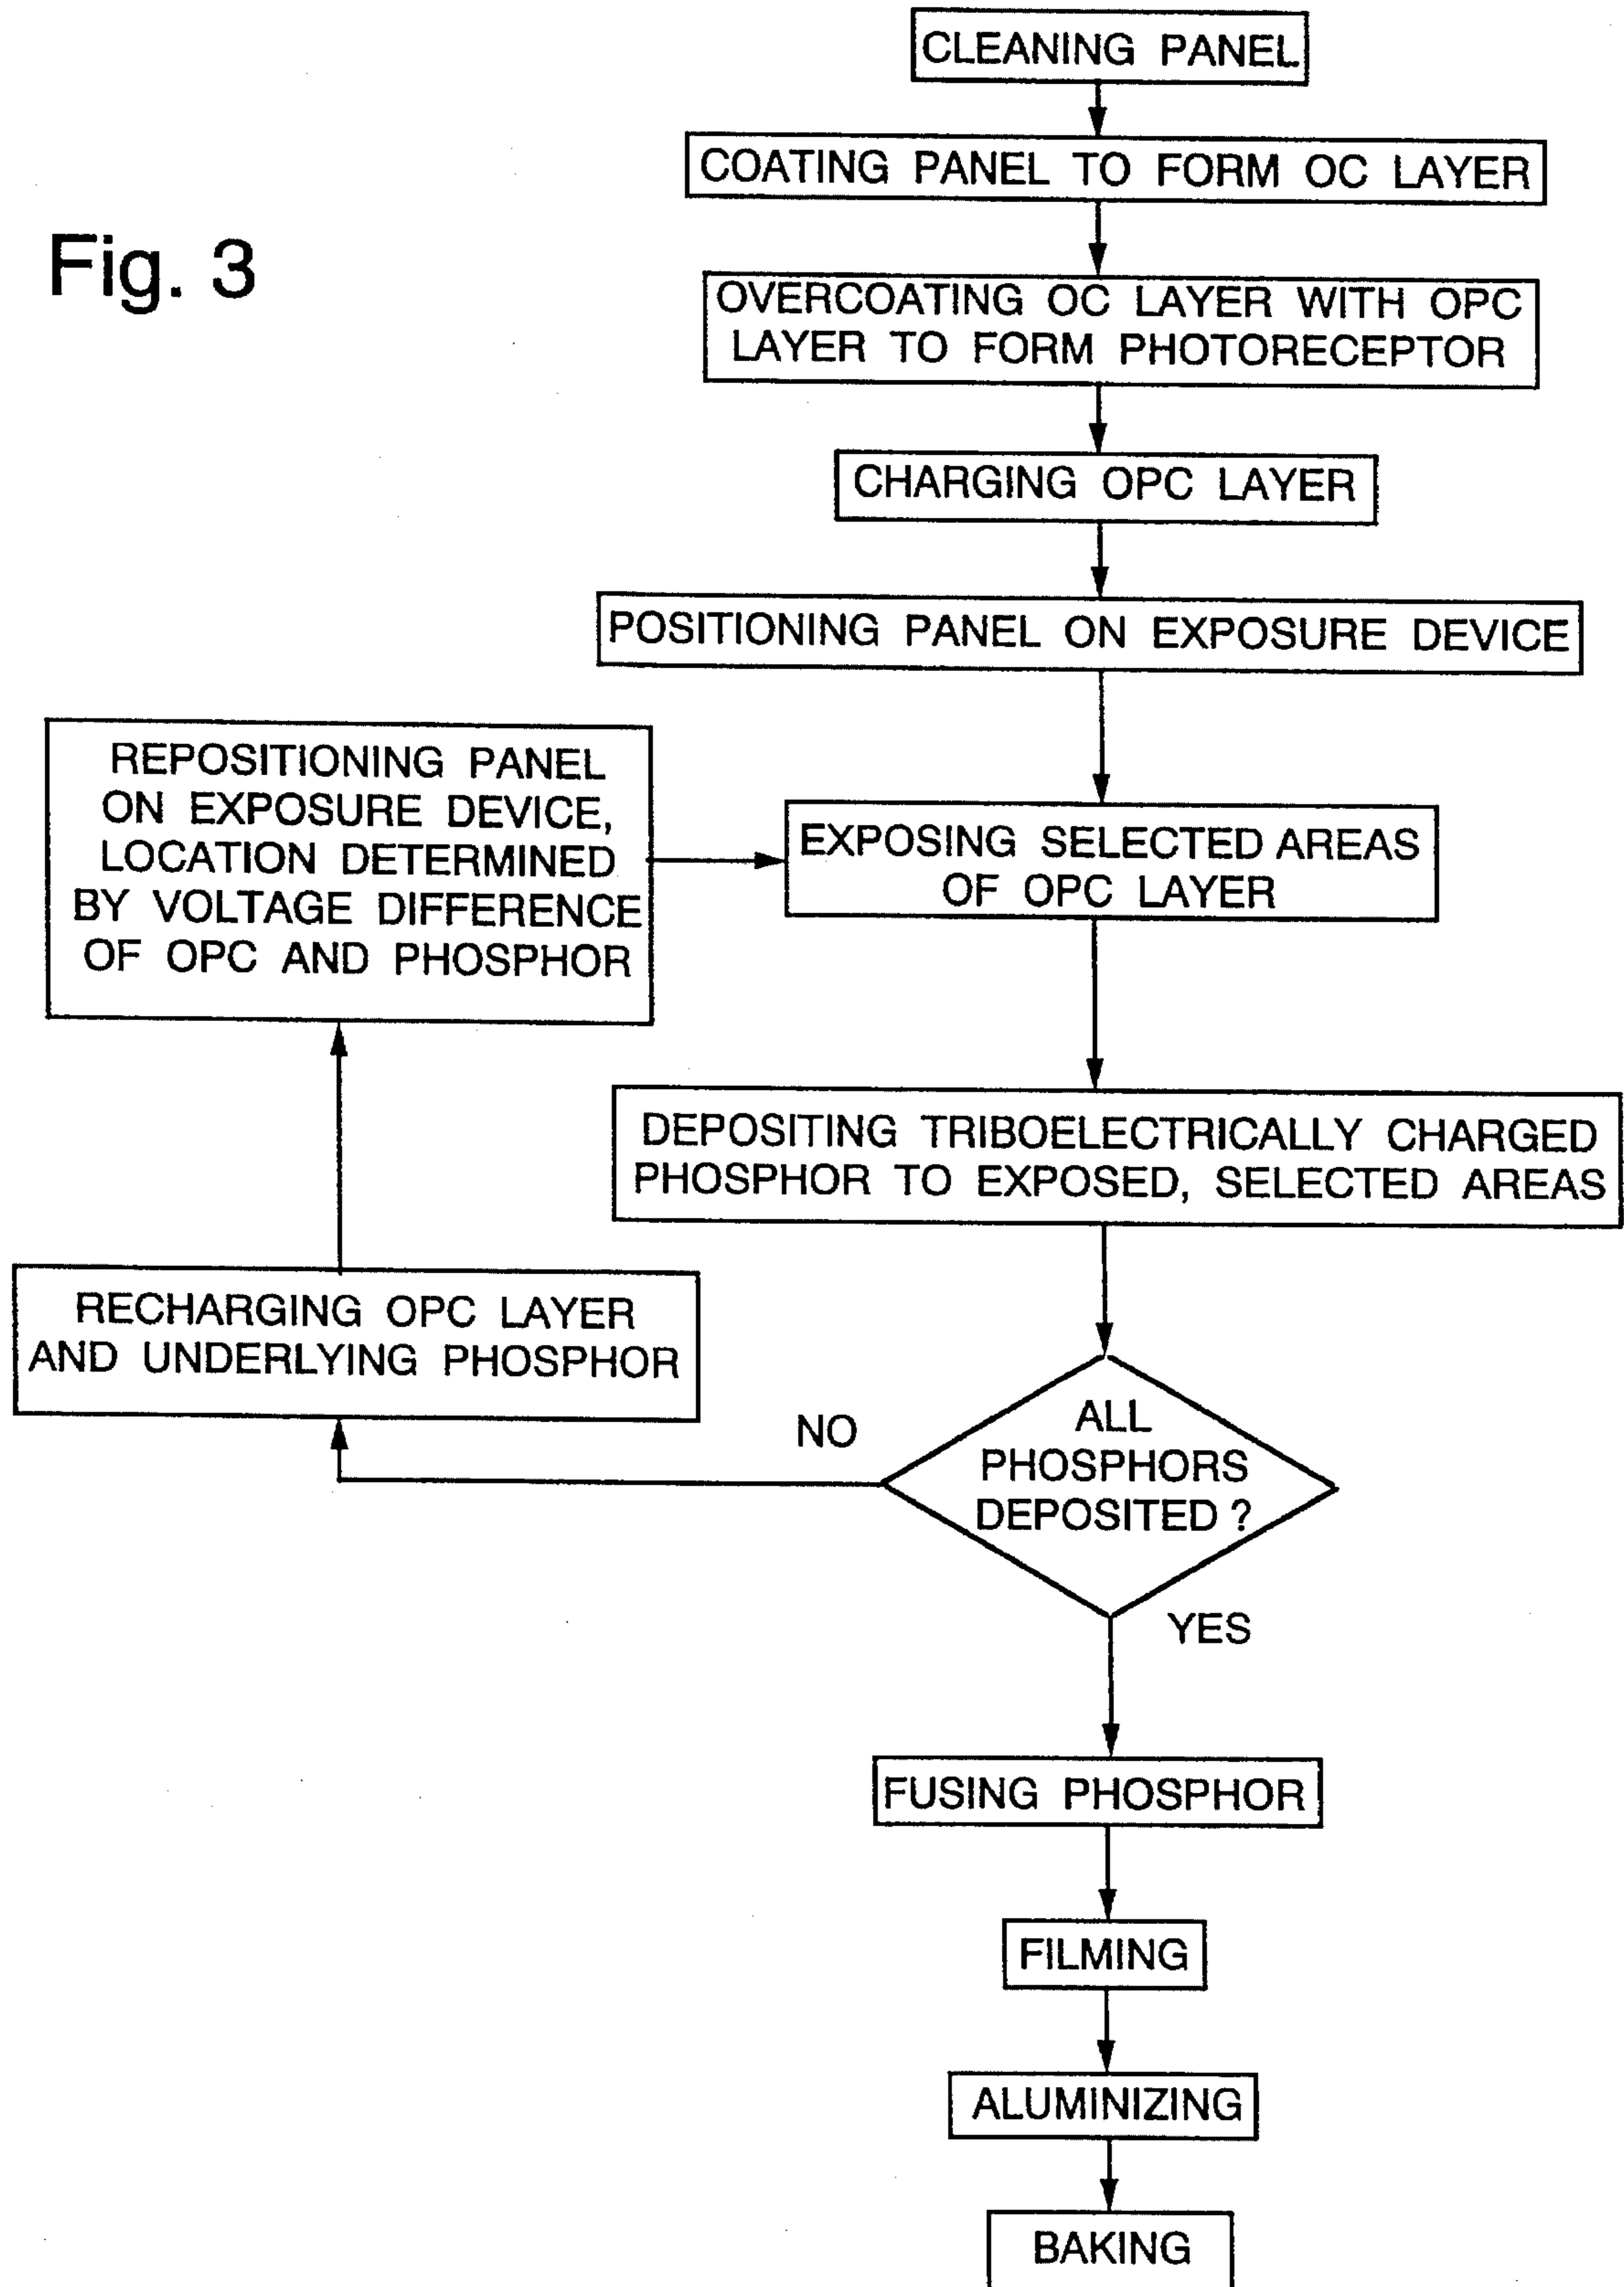 CLEANING PANEL
COATING PANEL TO FORM OC LAYER
Fig. 3
OVERCOATING OC LAYER WITH OPC
LAYER TO FORM PHOTORECEPTOR
CHARGING OPC LAYER
POSITIONING PANEL ON EXPOSURE DEVICE
REPOSITIONING PANEL
ON EXPOSURE DEVICE,
LOCATION DETERMINED
BY VOLTAGE DIFFERENCE
OF OPC AND PHOSPHOR
EXPOSING SELECTED AREAS
OF OPC LAYER
DEPOSITING TRIBOELECTRICALLY CHARGED
PHOSPHOR TO EXPOSED, SELECTED AREAS
RECHARGING OPC LAYER
AND UNDERLYING PHOSPHOR
NO
ALL
PHOSPHORS
DEPOSITED ?
YES
FUSING PHOSPHOR
FILMING
ALUMINIZING
BAKING